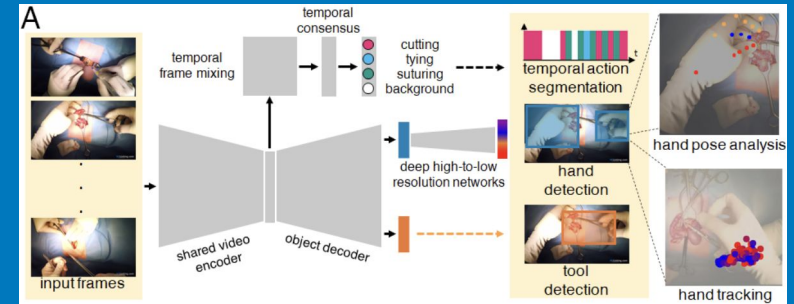 A
temporal
consensus
temporal
frame mixing
cutting
tying
suturing
background
t
temporal action
segmentation
hand pose analysis
deep high-to-low
resolution networks
hand
detection
shared video
encoder
object decoder
input frames
tool
detection
hand tracking